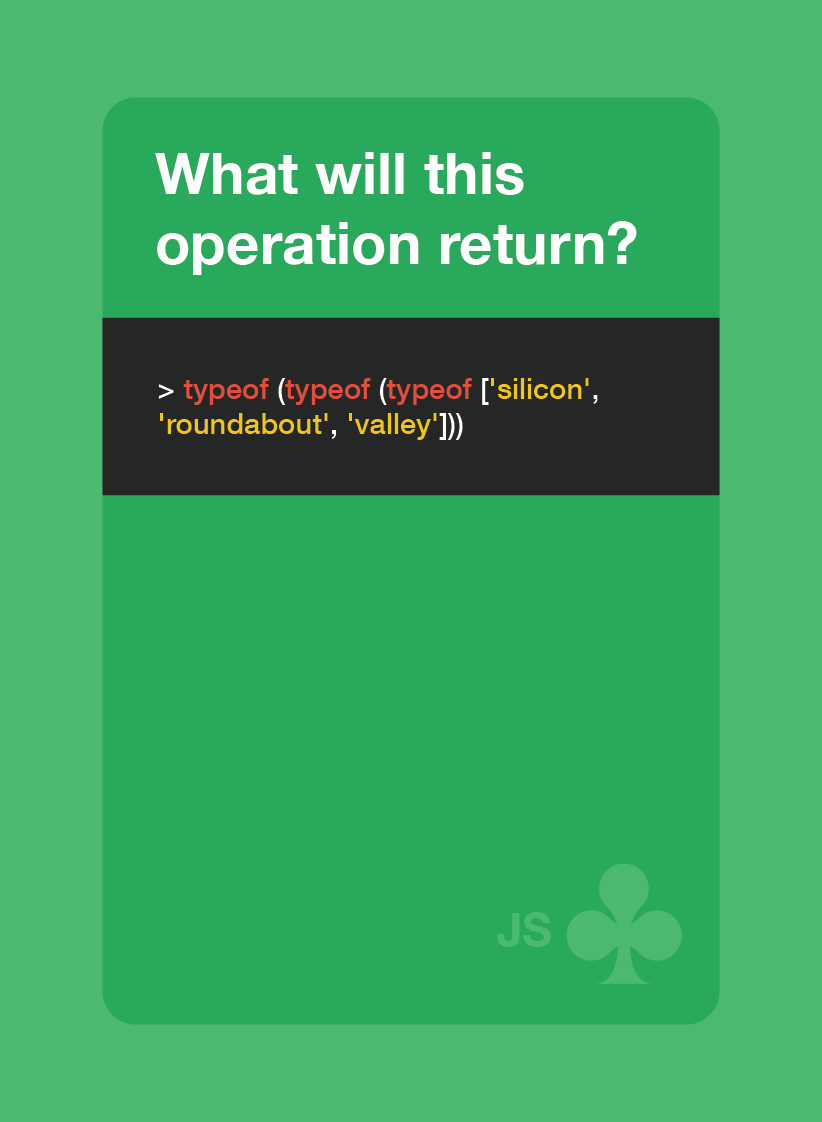 What will this
operation return?
> typeof (typeof (typeof ['silicon',
'roundabout', 'valley']))
JS